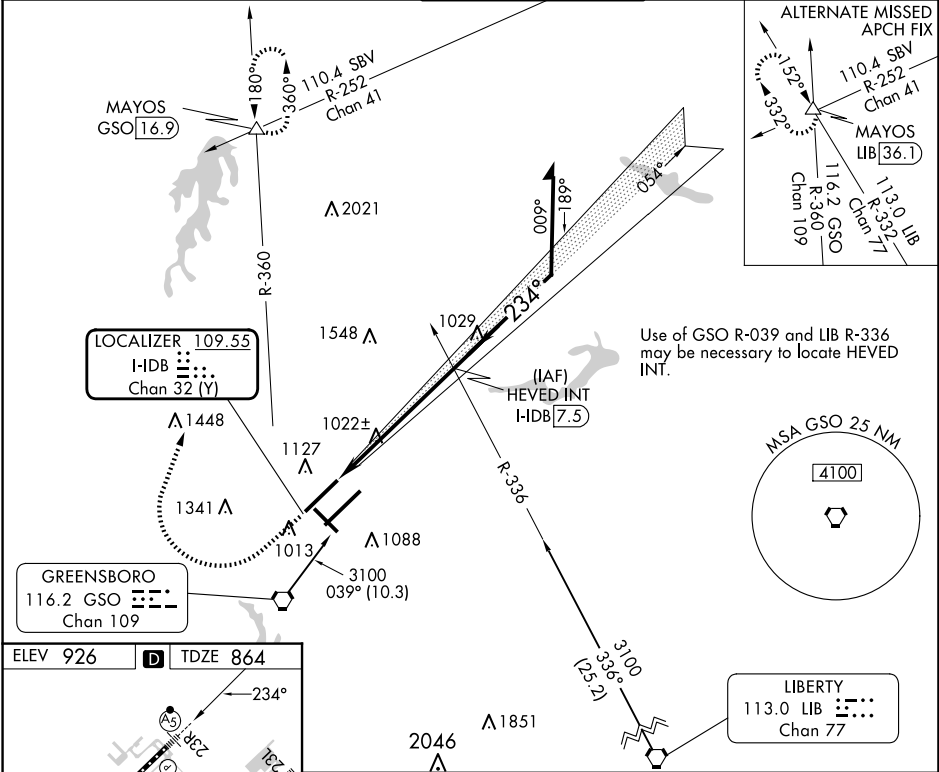 ALTERNATE MISSED
APCH FIX
110.4 SBV
R-252
Chan 41
152°
332°
MAYOS
LIB 36.1
116.2 GSO
R-360
Chan 109
113.0 LIB
R-332
Chan 77
180°
360°
110.4 SBV
R-252
Chan 41
MAYOS
GSO 16.9
2021
R-360
009°
189°
054°
234°
1548
1029
LOCALIZER 109.55
I-IDB
Chan 32 (Y)
(IAF)
HEVED INT
I-IDB 7.5
Use of GSO R-039 and LIB R-336
may be necessary to locate HEVED
INT.
1448
1022±
1127
1341
1013
1088
R-336
MSA GSO 25 NM
4100
GREENSBORO
116.2 GSO
Chan 109
3100
039° (10.3)
3100
336°
(25.2)
ELEV 926 D TDZE 864
234°
A5
23R
23L
P
1851
2046
LIBERTY
113.0 LIB
Chan 77